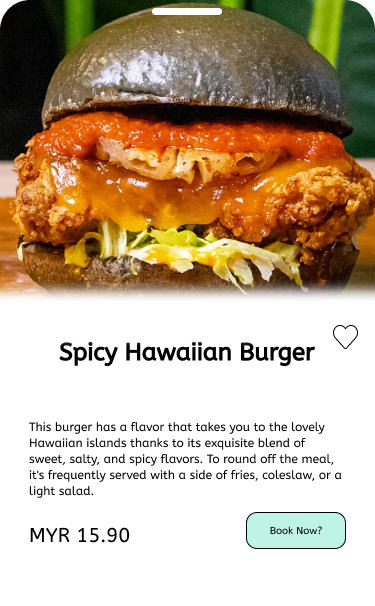 Spicy Hawaiian Burger
This burger has a flavor that takes you to the lovely
Hawaiian islands thanks to its exquisite blend of
sweet, salty, and spicy flavors. To round off the meal,
it's frequently served with a side of fries, coleslaw, or a
light salad.
MYR 15.90
Book Now?